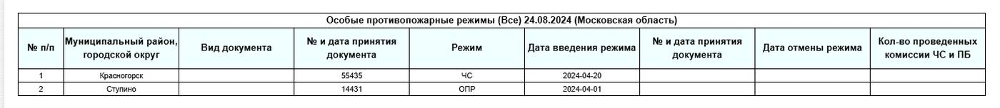 Особые противопожарные режимы (Все) 24.08.2024 (Московская область)
№ п/п Муниципальный район, городской округ Вид документа № и дата принятия документа Режим Дата введения режима № и дата принятия документа Дата отмены режима Кол-во проведенных комиссии ЧС и ПБ
1 Красногорск 55435 ЧС 2024-04-20
2 Ступино 14431 ОПР 2024-04-01